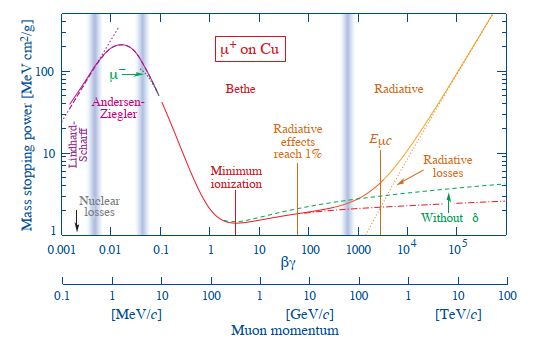 μ⁺ on Cu
Mass stopping power [MeV cm²/g]
100
10
1
μ⁻
Bethe
Radiative
Andersen-
Ziegler
Lindhard-
Scharff
Radiative
effects
reach 1%
Eμc
Radiative
losses
Minimum
ionization
Nuclear
losses
Without δ
0.001 0.01 0.1 1 10 100 1000 10⁴ 10⁵
βγ
0.1 1 10 100 1 10 100 1 10 100
[MeV/c] [GeV/c] [TeV/c]
Muon momentum